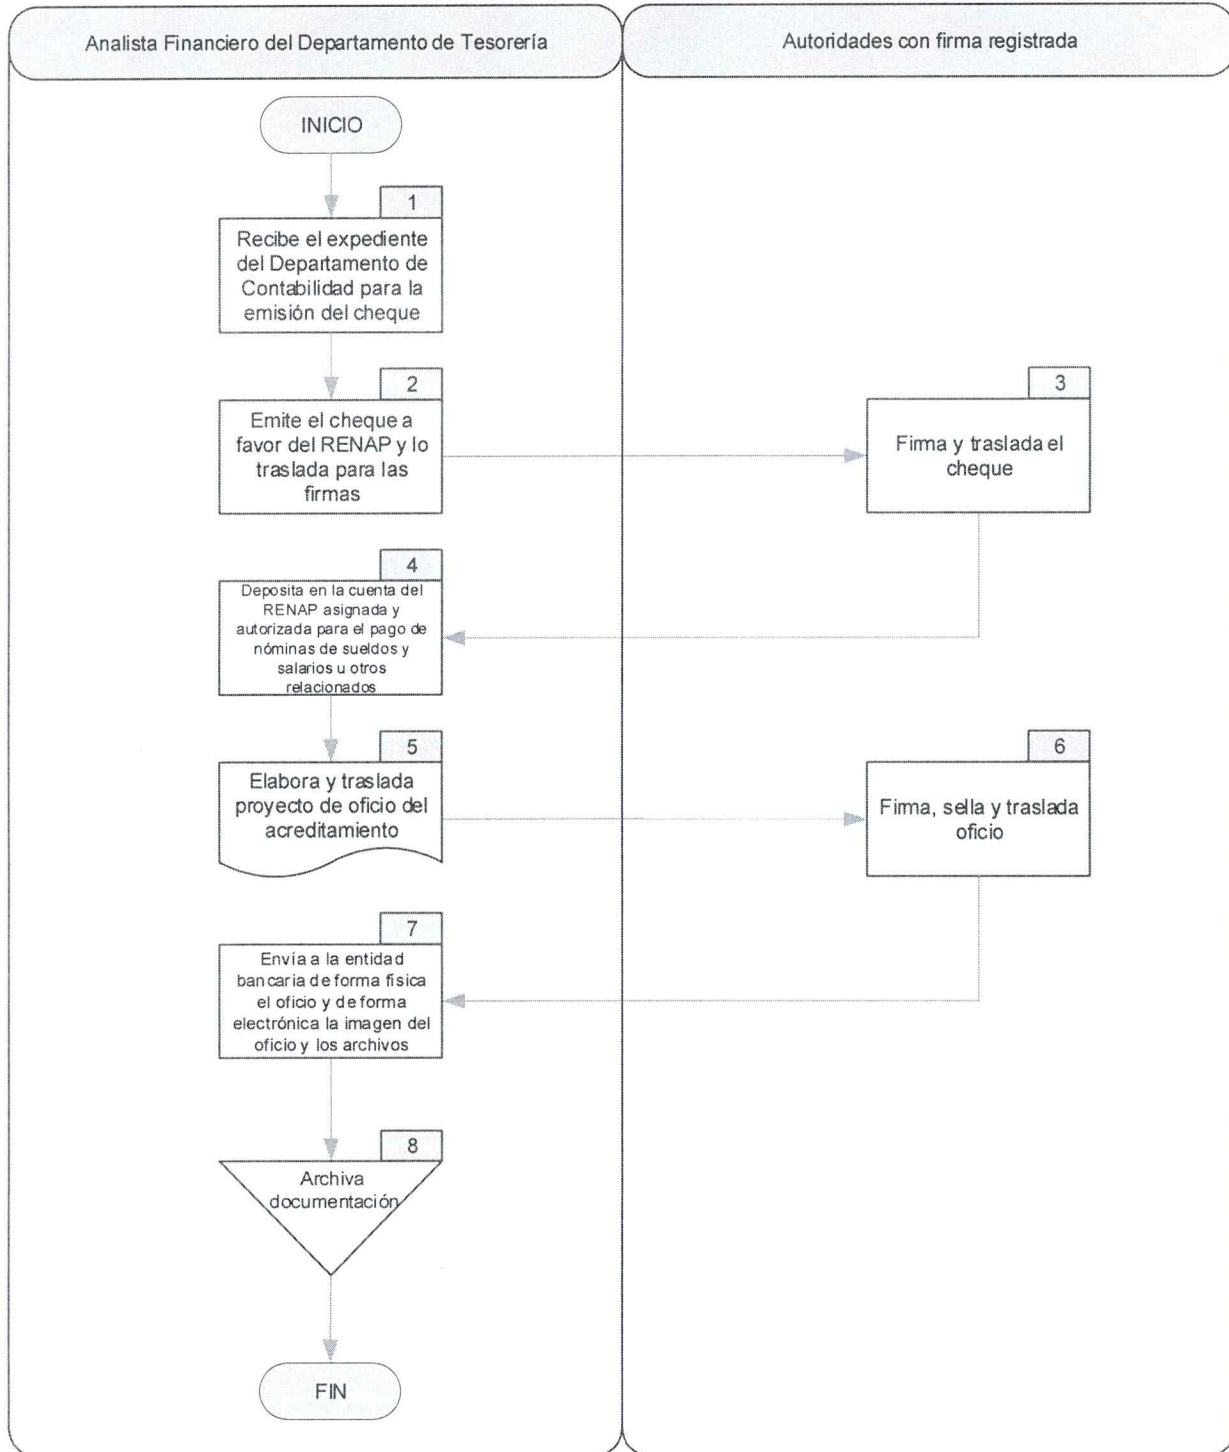 Analista Financiero del Departamento de Tesorería
Autoridades con firma registrada
INICIO
1
Recibe el expediente
del Departamento de
Contabilidad para la
emisión del cheque
2
Emite el cheque a
favor del RENAP y lo
traslada para las
firmas
3
Firma y traslada el
cheque
4
Deposita en la cuenta del
RENAP asignada y
autorizada para el pago de
nóminas de sueldos y
salarios u otros
relacionados
5
Elabora y traslada
proyecto de oficio del
acreditamiento
6
Firma, sella y traslada
oficio
7
Envía a la entidad
bancaria de forma física
el oficio y de forma
electrónica la imagen del
oficio y los archivos
8
Archiva
documentación
FIN